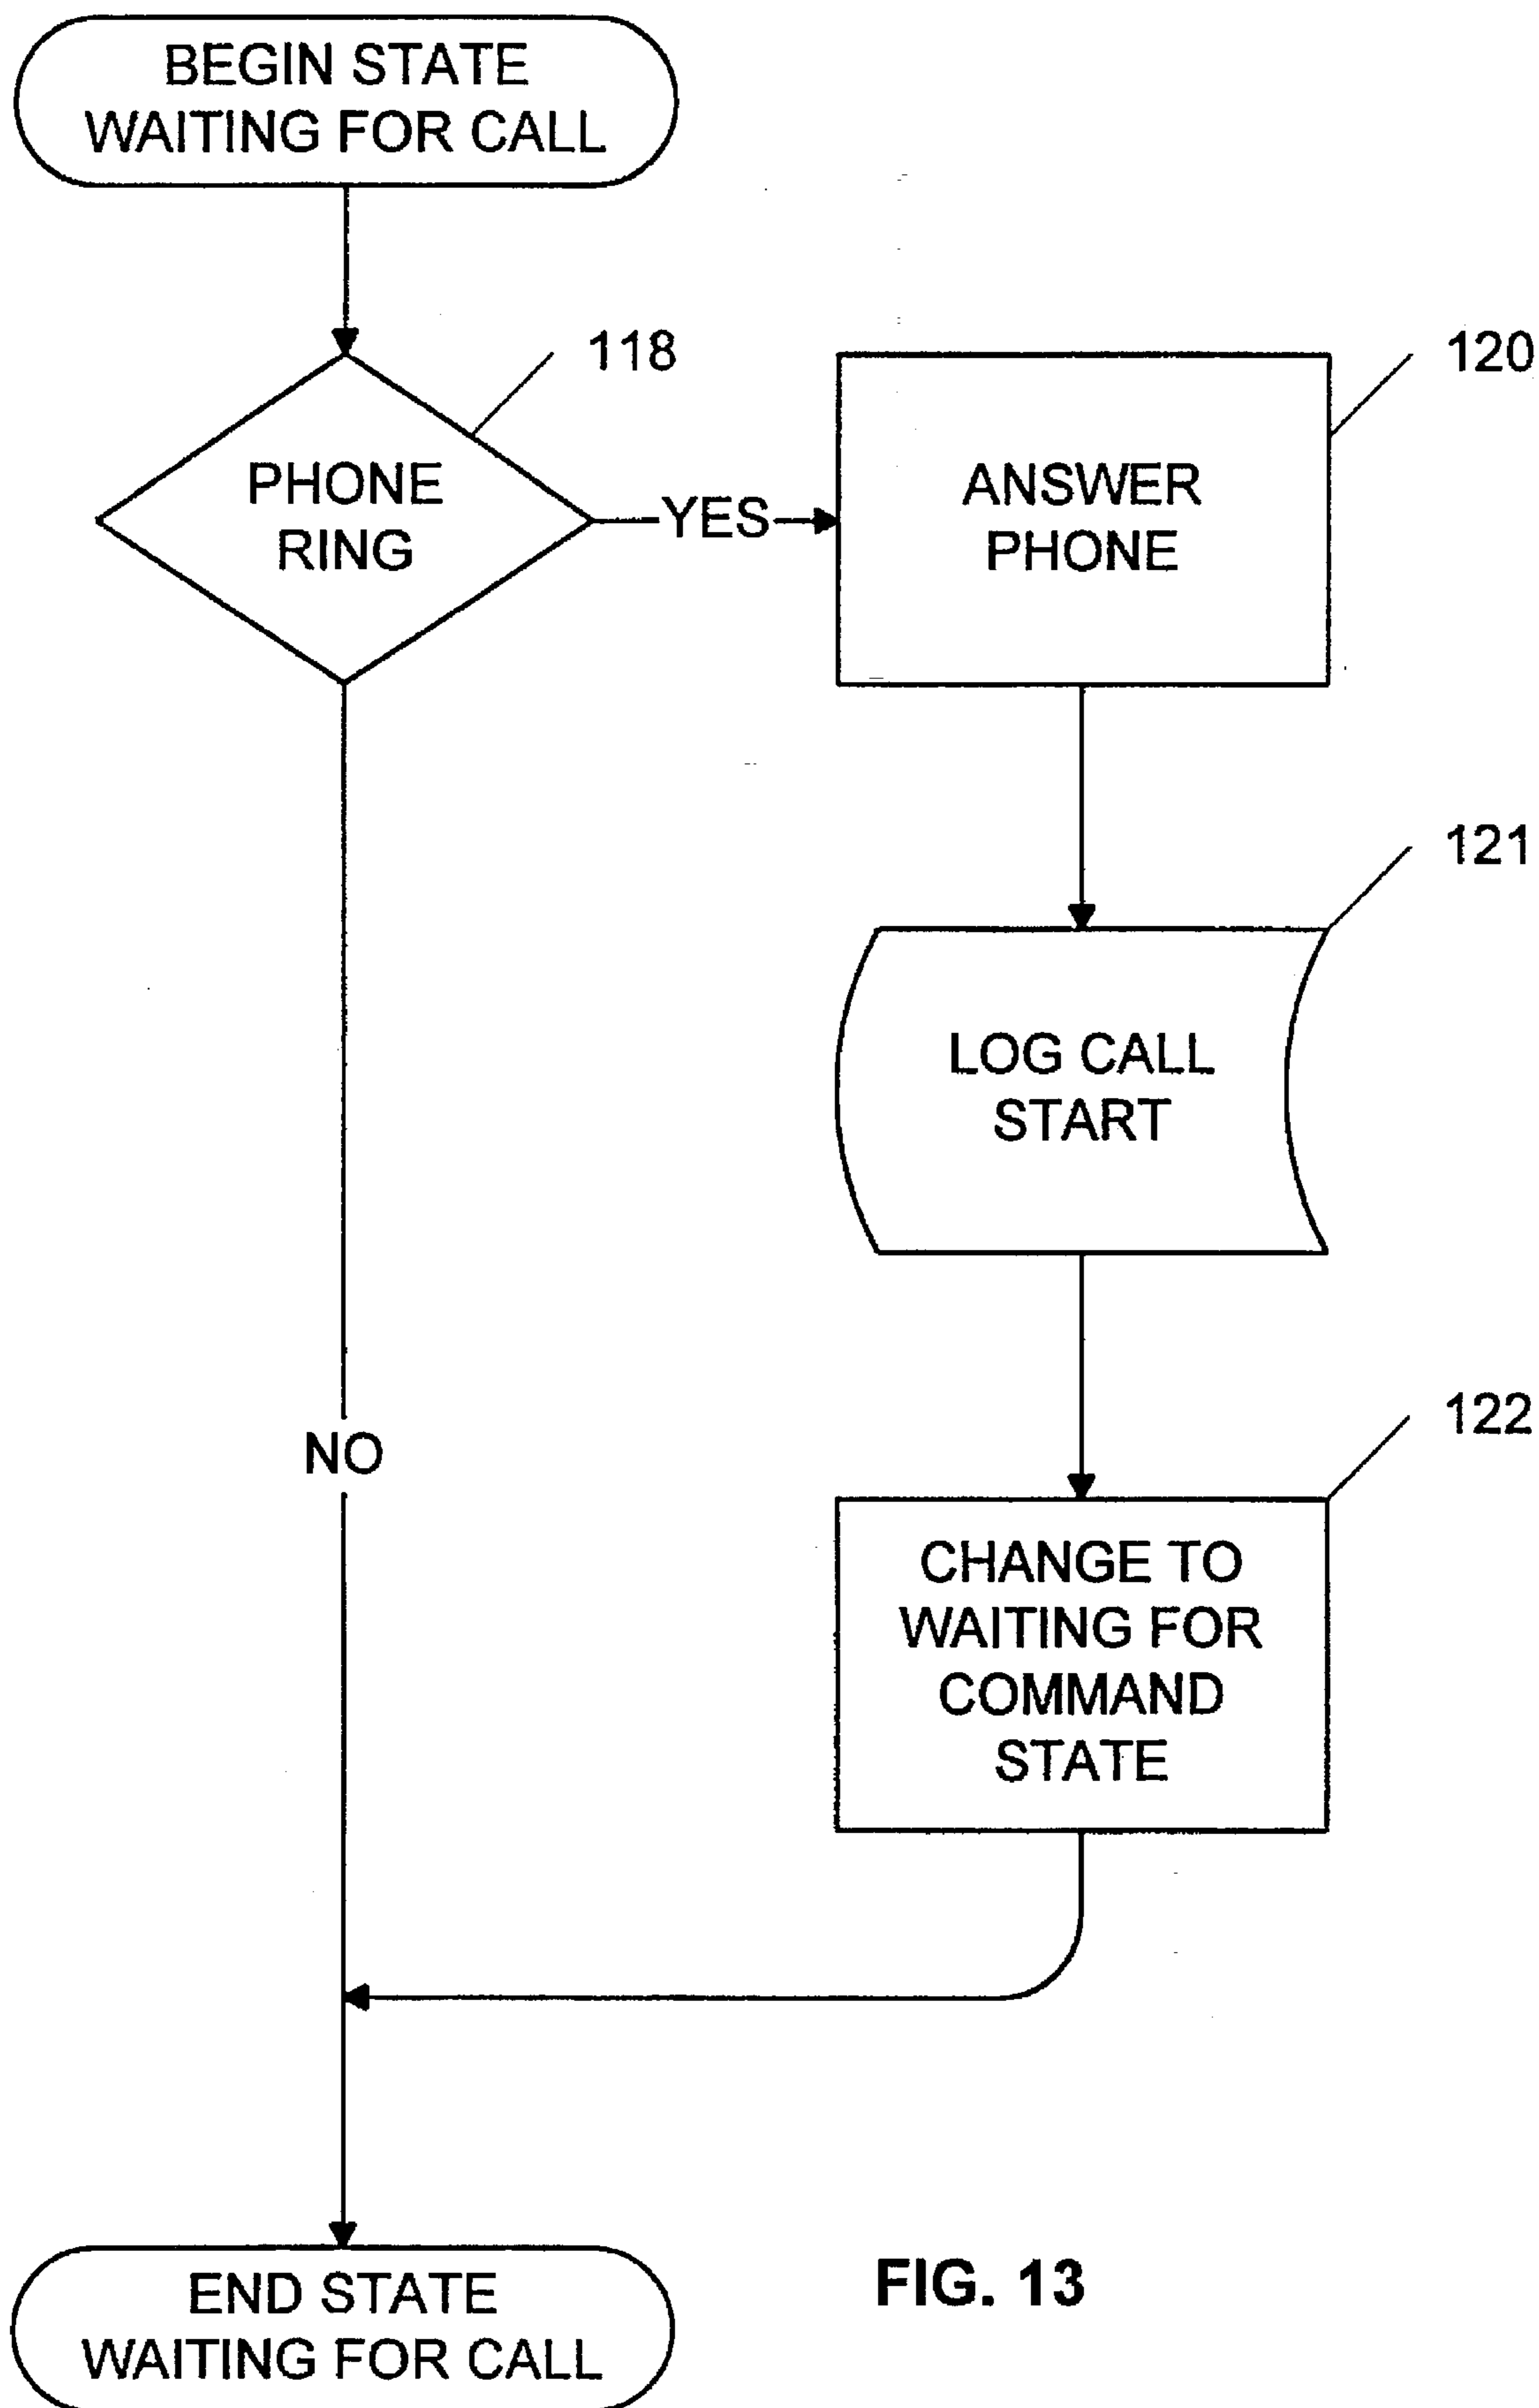 BEGIN STATE
WAITING FOR CALL
118
PHONE
RING
YES
120
ANSWER
PHONE
121
LOG CALL
START
NO
122
CHANGE TO
WAITING FOR
COMMAND
STATE
END STATE
WAITING FOR CALL
FIG. 13